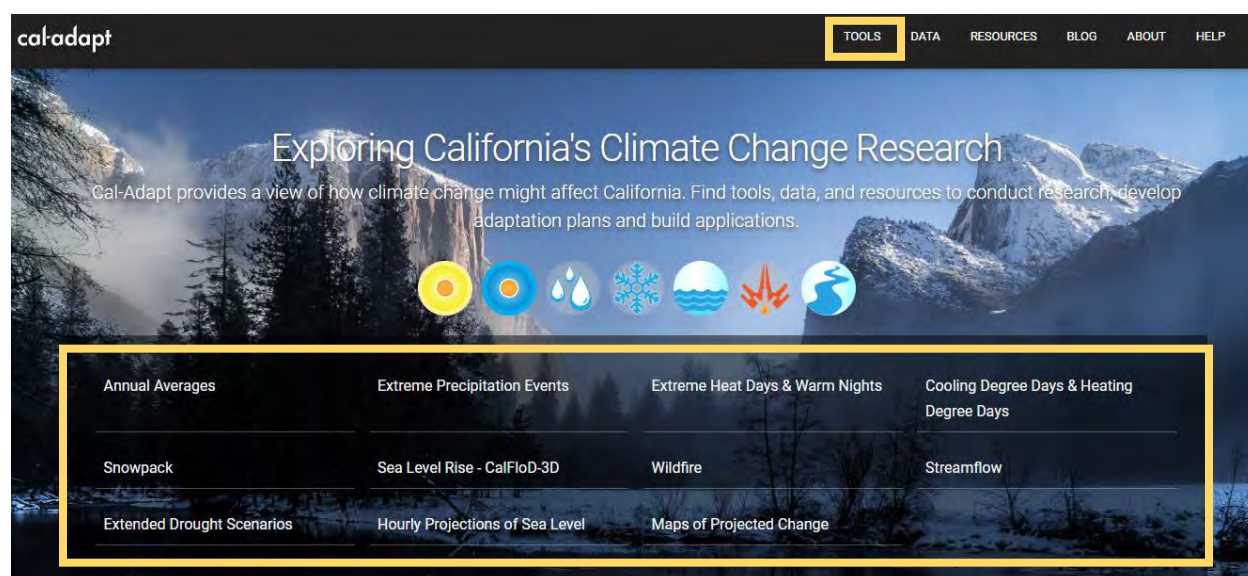 cal-adapt
TOOLS DATA RESOURCES BLOG ABOUT HELP
Exploring California's Climate Change Research
Cal-Adapt provides a view of how climate change might affect California. Find tools, data, and resources to conduct research, develop
adaptation plans and build applications.
Annual Averages
Extreme Precipitation Events
Extreme Heat Days & Warm Nights
Cooling Degree Days & Heating
Degree Days
Snowpack
Sea Level Rise - CalFloD-3D
Wildfire
Streamflow
Extended Drought Scenarios
Hourly Projections of Sea Level
Maps of Projected Change